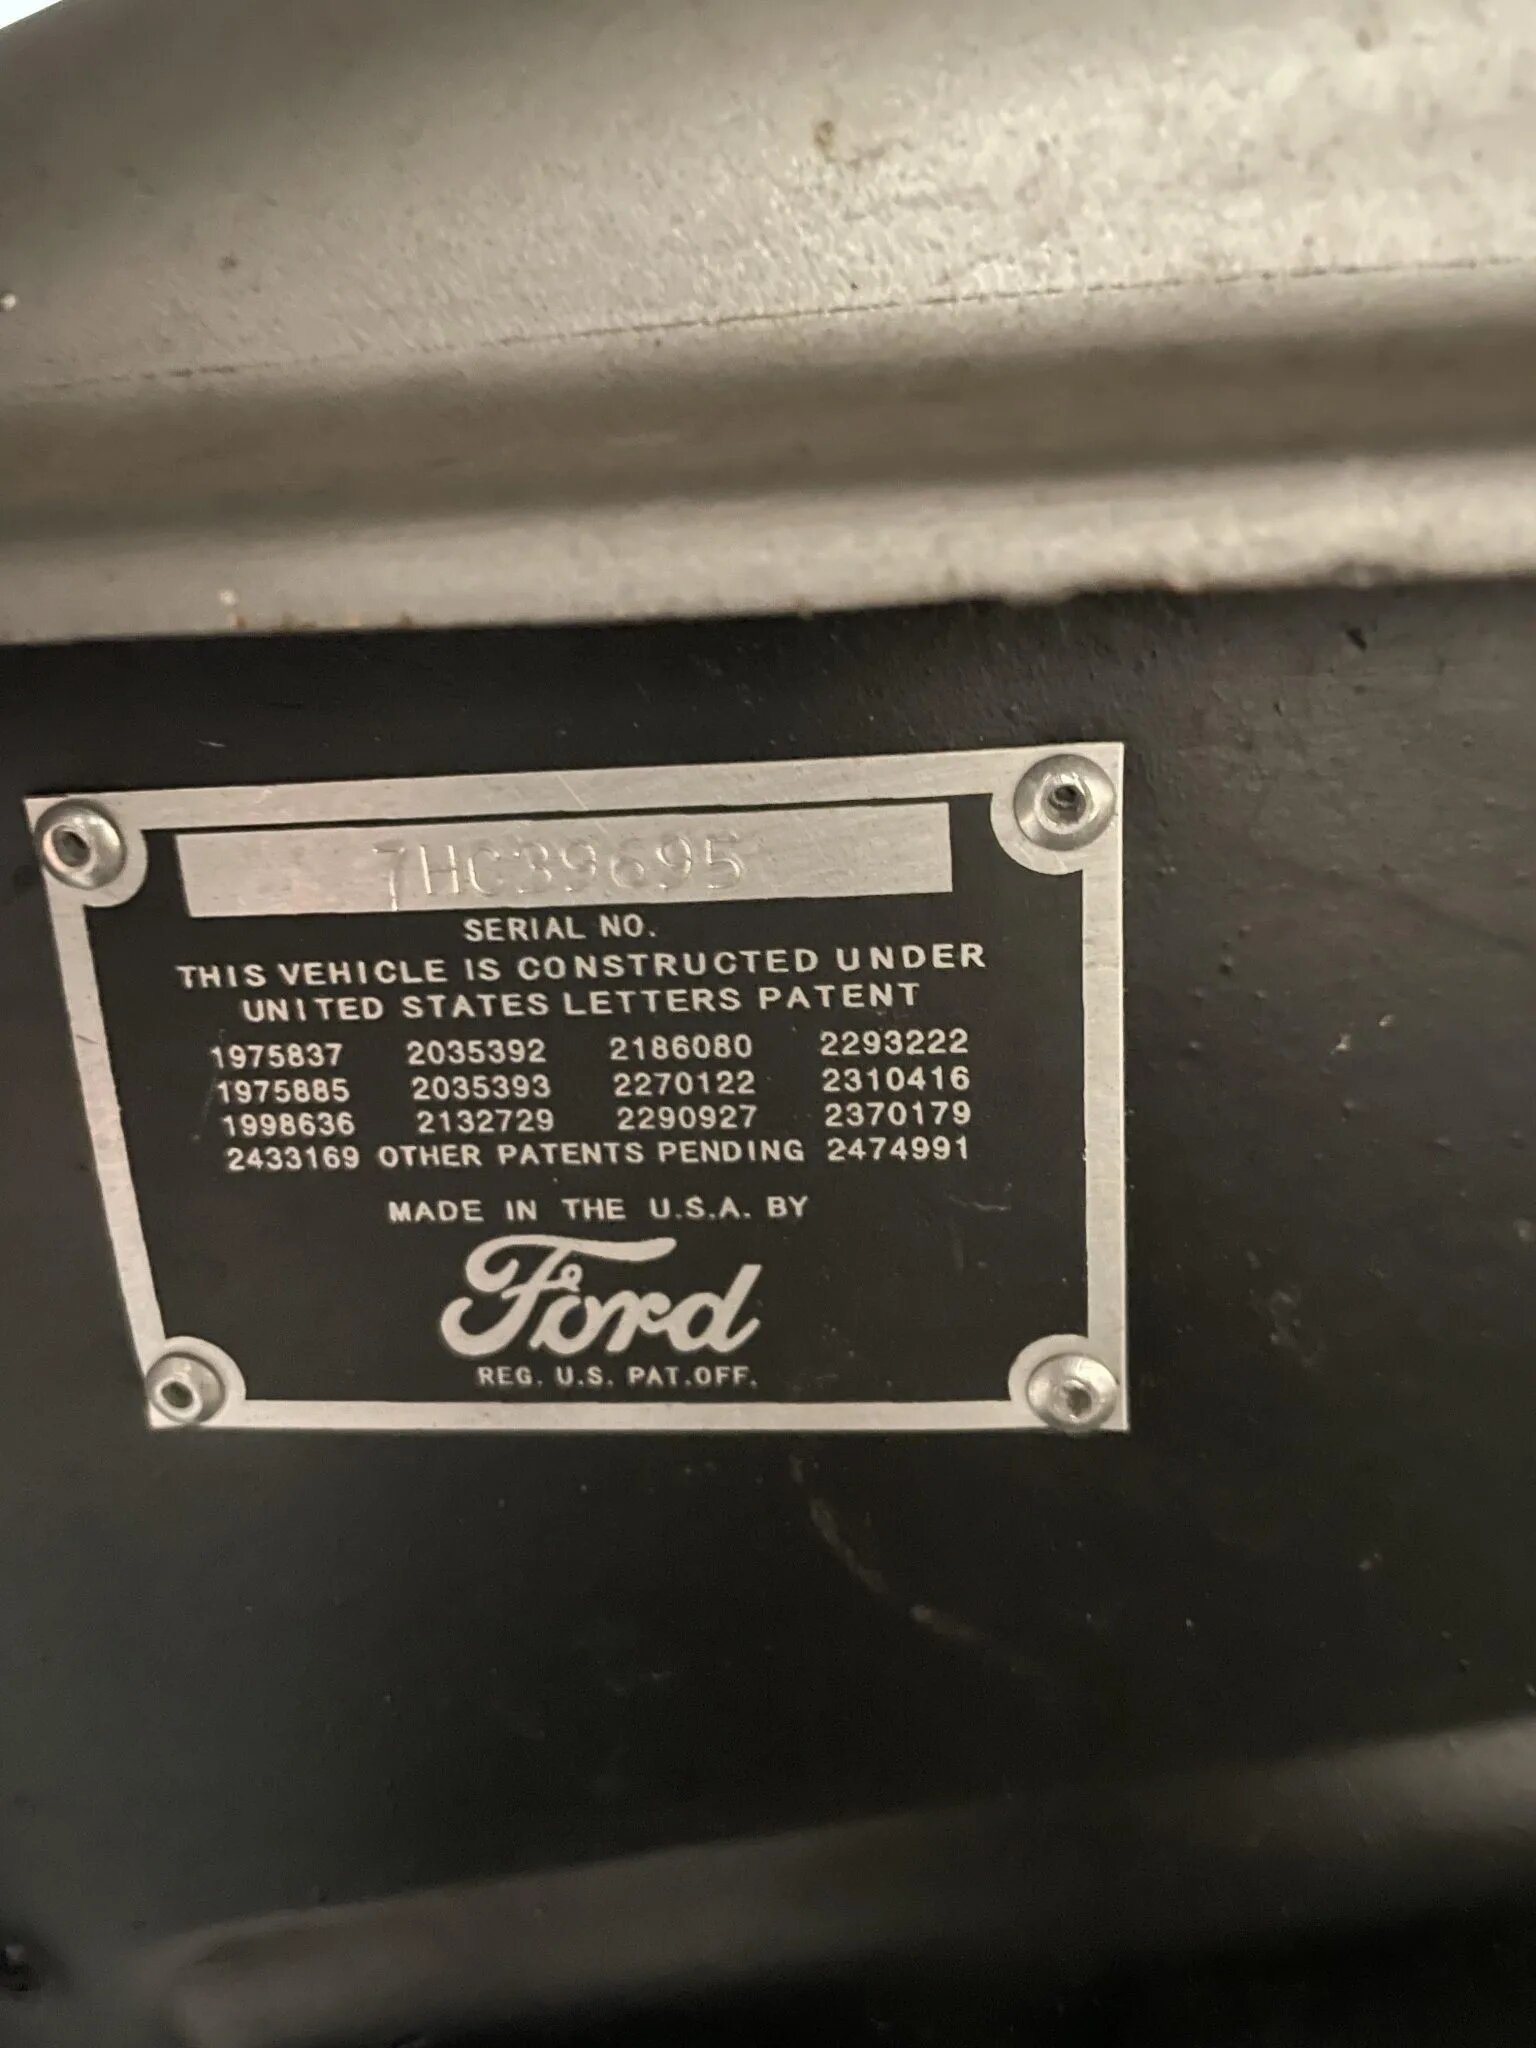 7HC39695
SERIAL NO.
THIS VEHICLE IS CONSTRUCTED UNDER
UNITED STATES LETTERS PATENT
1975837 2035392 2186080 2293222
1975885 2035393 2270122 2310416
1998636 2132729 2290927 2370179
2433169 OTHER PATENTS PENDING 2474991
MADE IN THE U.S.A. BY
Ford
REG. U.S. PAT.OFF.